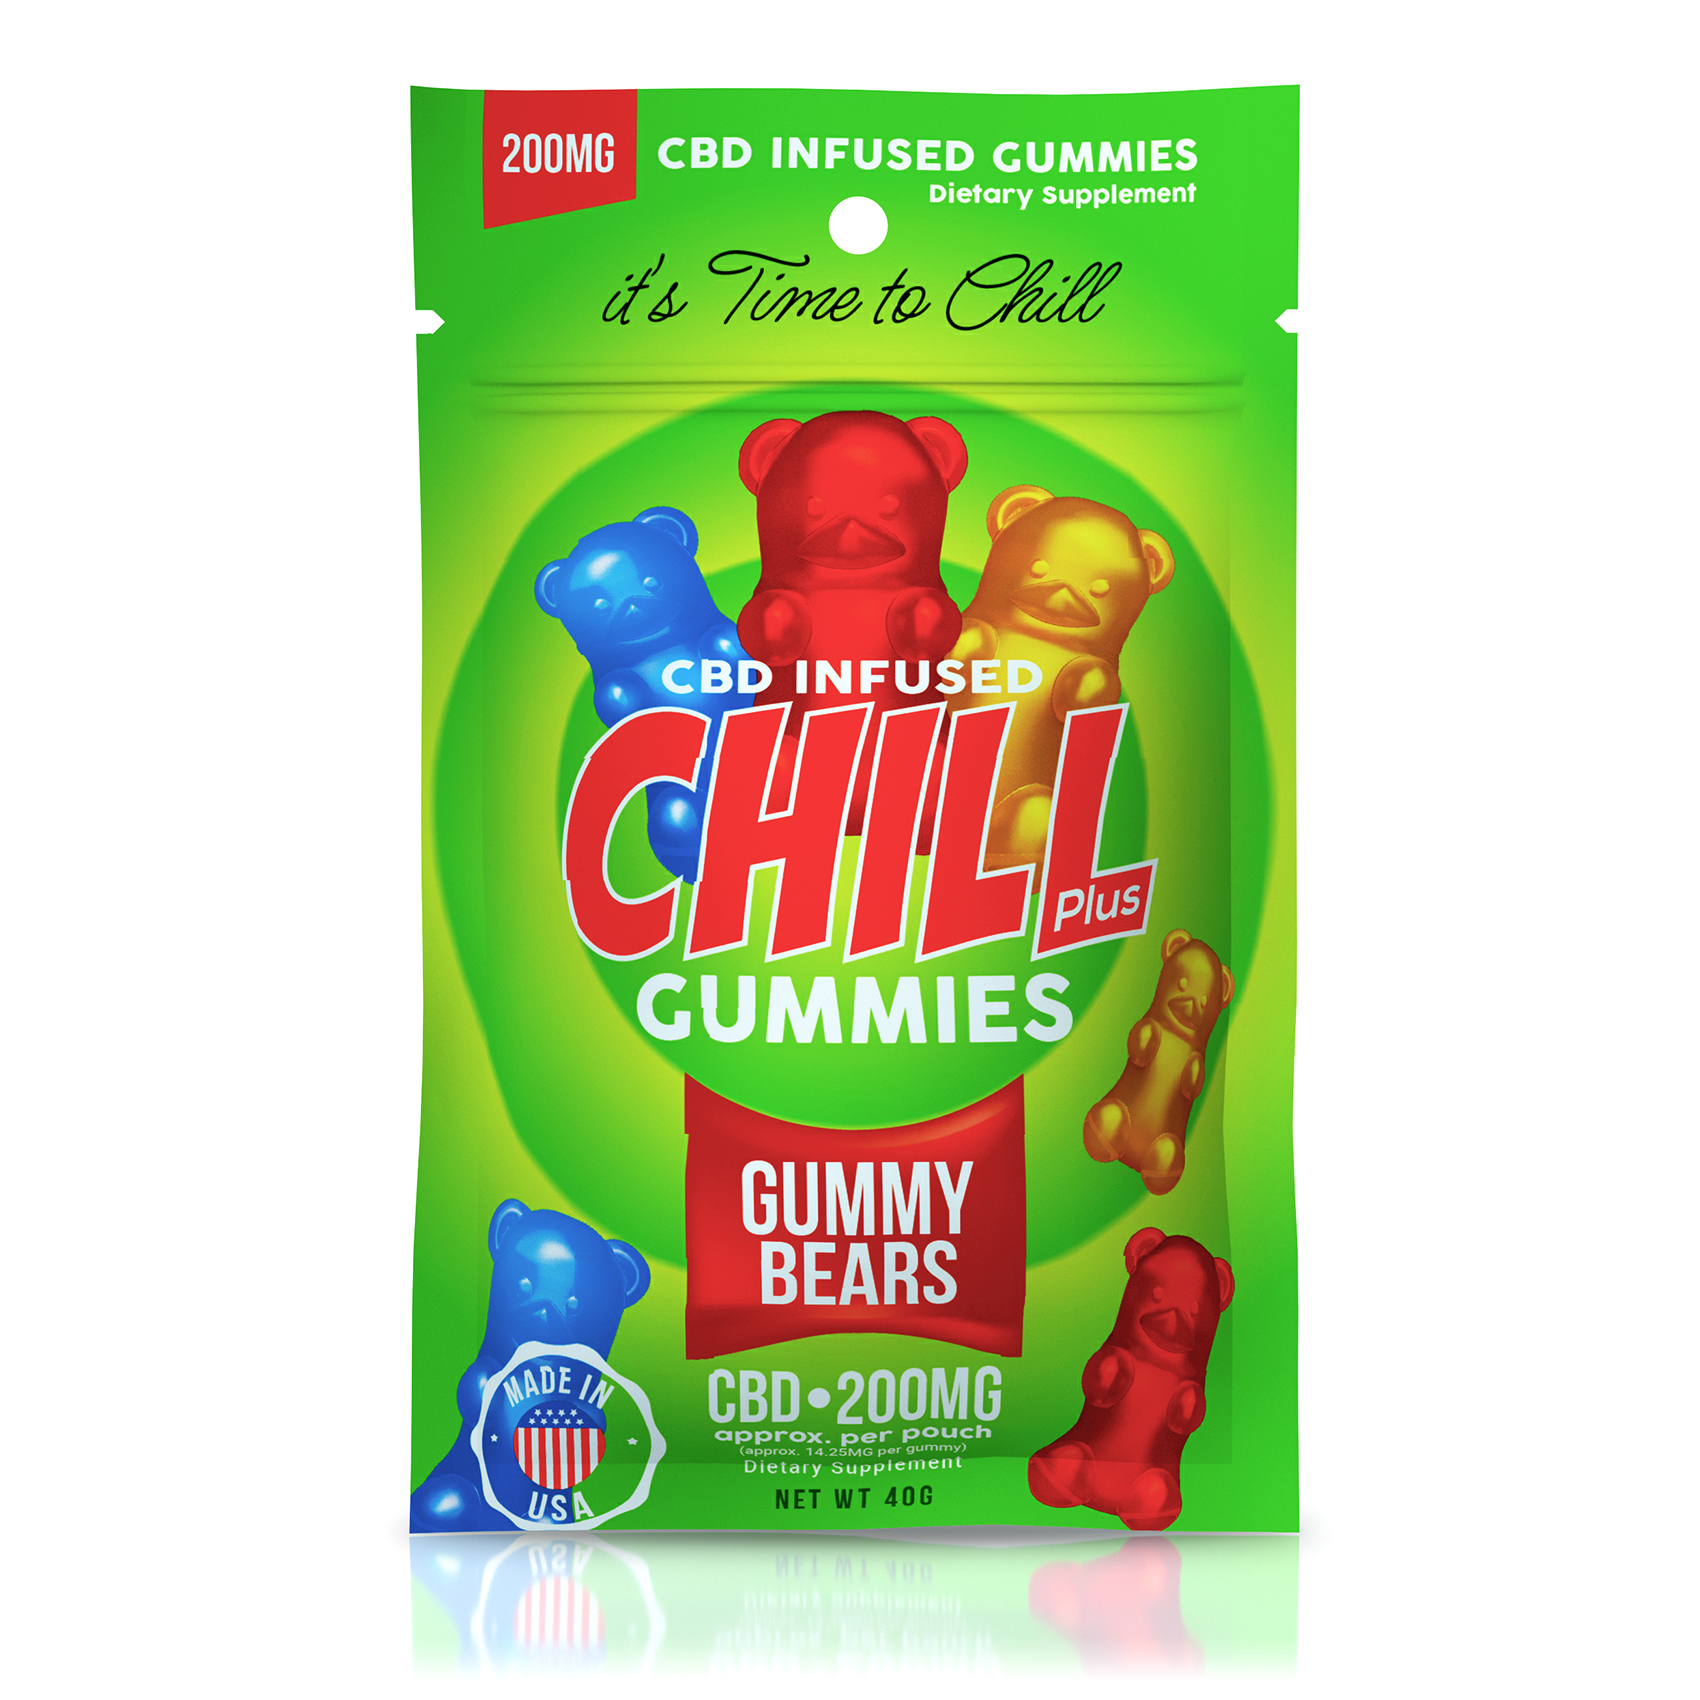 200MG
CBD INFUSED GUMMIES
Dietary Supplement
it's Time to Chill
CBD INFUSED
CHILL
Plus
GUMMIES
GUMMY
BEARS
MADE IN
USA
CBD•200MG
approx. per pouch
(approx. 14.25MG per gummy)
Dietary Supplement
NET WT 40G